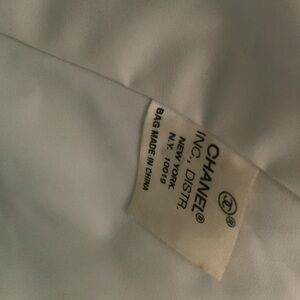 ®
CHANEL®
INC., DISTR.
NEW YORK,
N.Y. 10019
BAG MADE IN CHINA